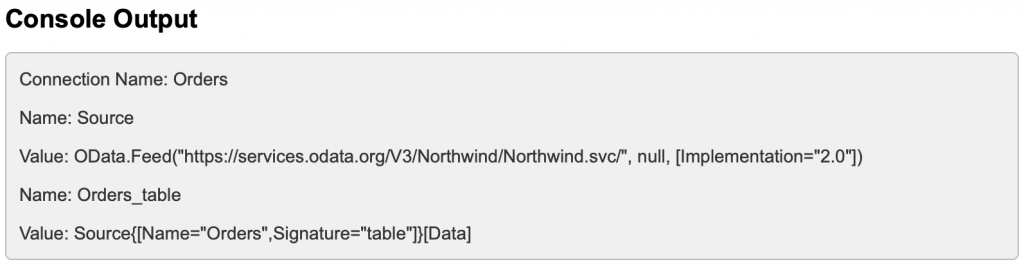 Console Output
Connection Name: Orders
Name: Source
Value: OData.Feed("https://services.odata.org/V3/Northwind/Northwind.svc/", null, [Implementation="2.0"])
Name: Orders_table
Value: Source{[Name="Orders",Signature="table"]}[Data]